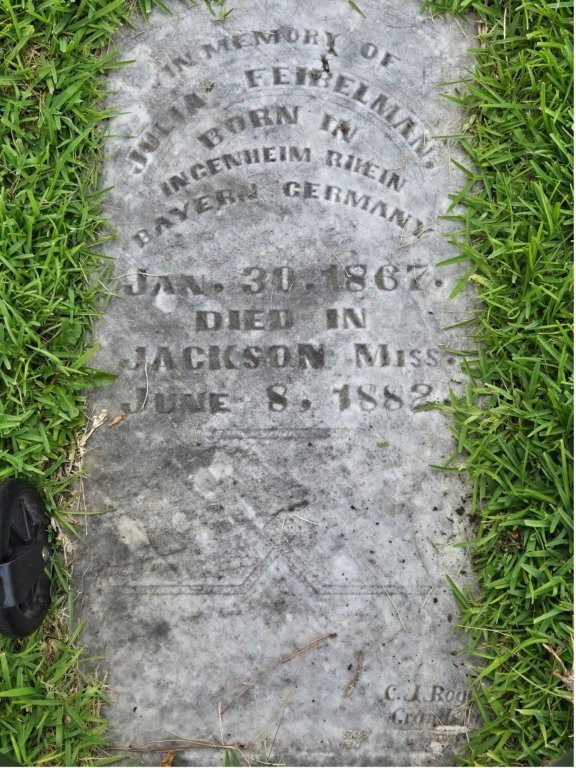 IN MEMORY OF
JULIA FEIBELMAN,
BORN IN
INGENHEIM RHEIN
BAYERN GERMANY
JAN. 30. 1867.
DIED IN
JACKSON MISS.
JUNE 8, 1882
C. J. Rog